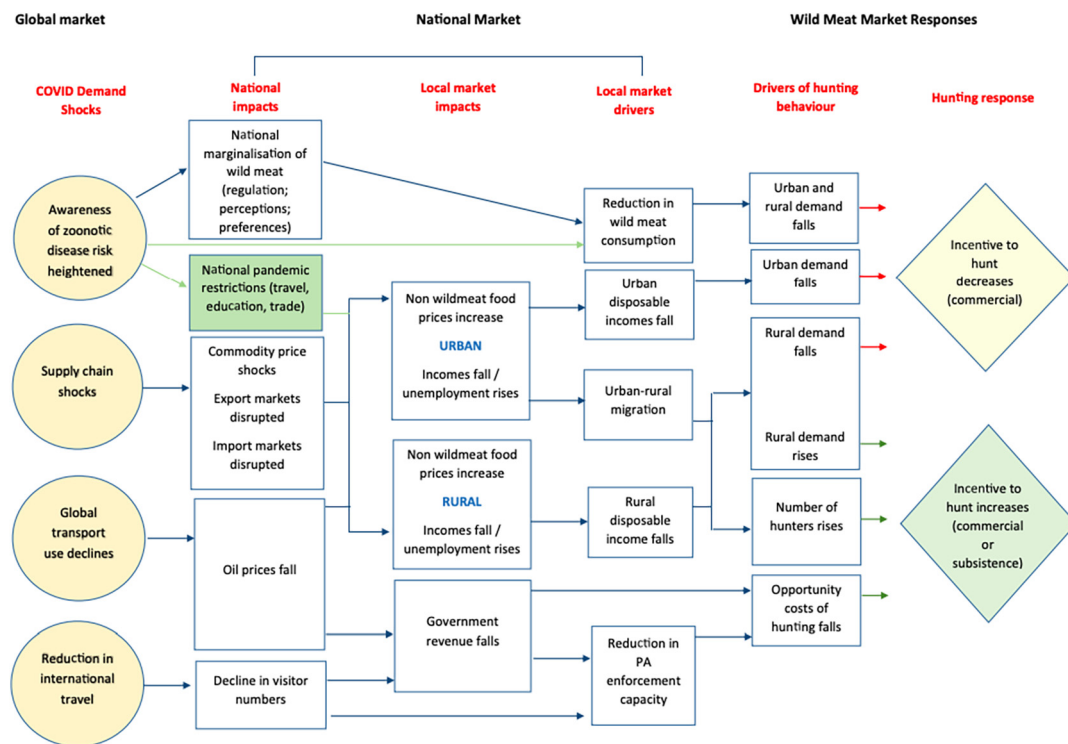 Global market
National Market
Wild Meat Market Responses
COVID Demand
Shocks
National
impacts
Local market
impacts
Local market
drivers
Drivers of hunting
behaviour
Hunting response
Awareness
of zoonotic
disease risk
heightened
Supply chain
shocks
Global
transport
use declines
Reduction in
international
travel
National
marginalisation of
wild meat
(regulation;
perceptions;
preferences)
National pandemic
restrictions (travel,
education, trade)
Commodity price
shocks
Export markets
disrupted
Import markets
disrupted
Oil prices fall
Decline in visitor
numbers
Non wildmeat food
prices increase
URBAN
Incomes fall /
unemployment rises
Non wildmeat food
prices increase
RURAL
Incomes fall /
unemployment rises
Government
revenue falls
Reduction in
wild meat
consumption
Urban
disposable
incomes fall
Urban-rural
migration
Rural
disposable
income falls
Reduction in
PA
enforcement
capacity
Urban and
rural demand
falls
Urban demand
falls
Rural demand
falls
Rural demand
rises
Number of
hunters rises
Opportunity
costs of
hunting falls
Incentive to
hunt
decreases
(commercial)
Incentive to
hunt increases
(commercial
or
subsistence)